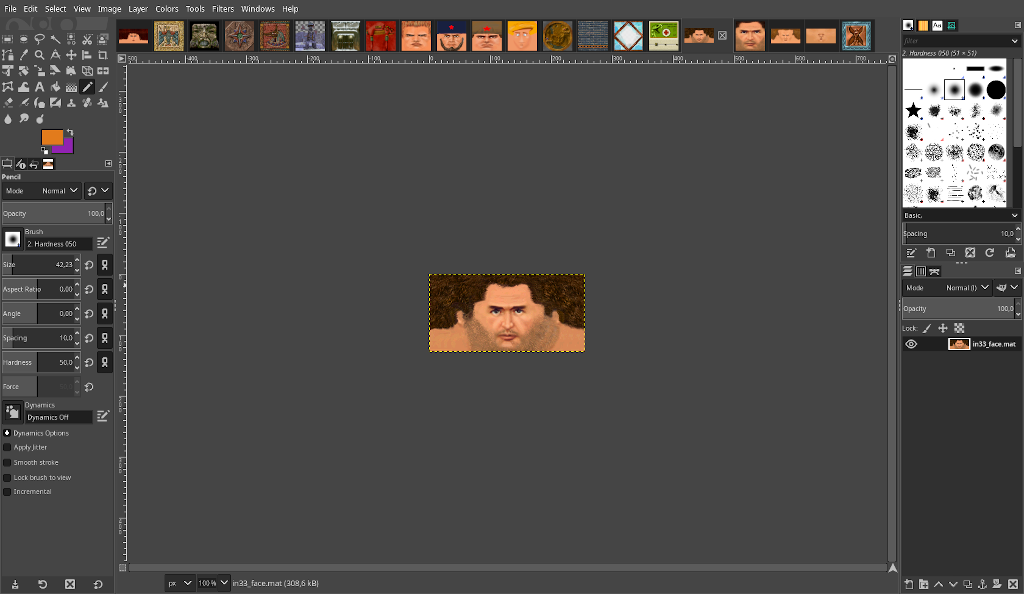 File Edit Select View Image Layer Colors Tools Filters Windows Help
filter
2. Hardness 050 (51 × 51)
Pencil
Mode Normal
Opacity 100,0
Brush
2. Hardness 050
Size 42,23
Aspect Ratio 0,00
Angle 0,00
Spacing 10,0
Hardness 50,0
Force
Dynamics
Dynamics Off
Dynamics Options
Apply Jitter
Smooth stroke
Lock brush to view
Incremental
Basic,
Spacing 10,0
Mode Normal (l)
Opacity 100,0
Lock:
in33_face.mat
px 100 % in33_face.mat (308,6 kB)